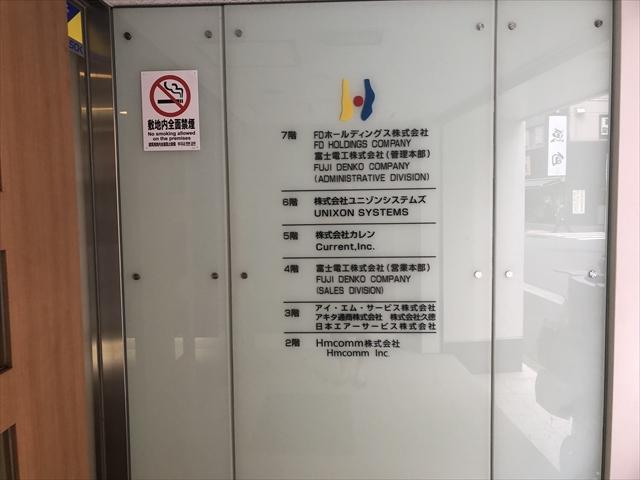 敷地内全面禁煙
No smoking allowed
on the premises
7階 FDホールディングス株式会社
FD HOLDINGS COMPANY
富士電工株式会社(管理本部)
FUJI DENKO COMPANY
(ADMINISTRATIVE DIVISION)
6階 株式会社ユニゾンシステムズ
UNIXON SYSTEMS
5階 株式会社カレン
Current,Inc.
4階 富士電工株式会社(営業本部)
FUJI DENKO COMPANY
(SALES DIVISION)
3階 アイ・エム・サービス株式会社
アキタ通商株式会社 株式会社久徳
日本エアーサービス株式会社
2階 Hmcomm株式会社
Hmcomm Inc.